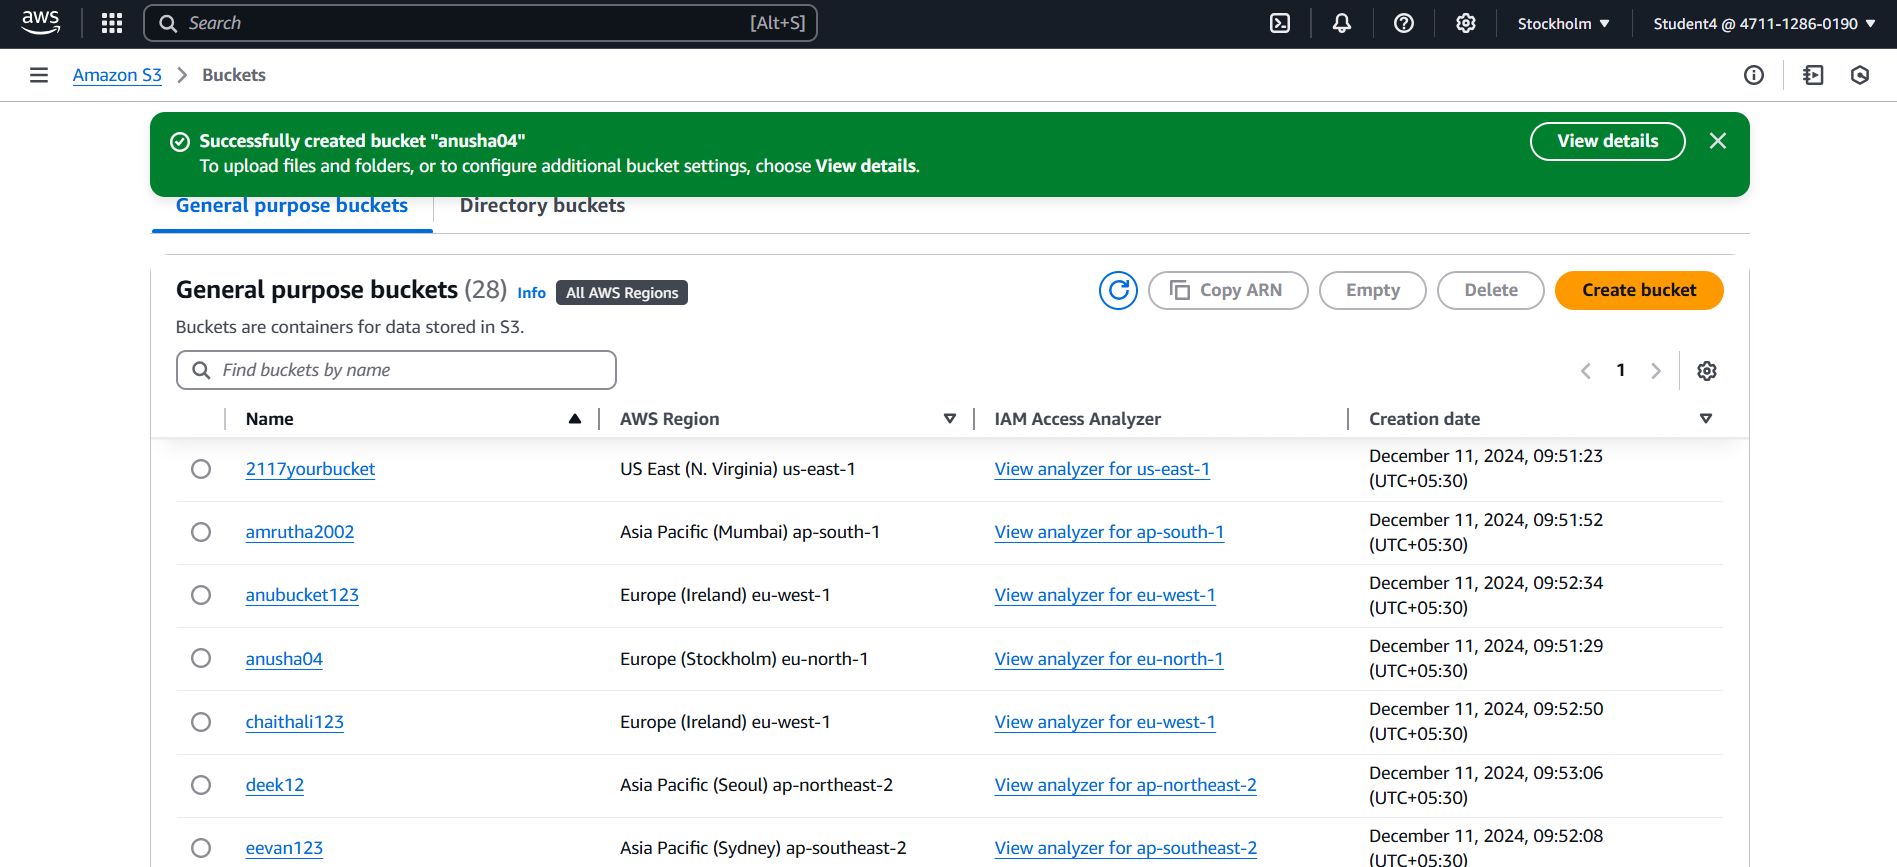 aws
Search [Alt+S]
Stockholm ▼
Student4 @ 4711-1286-0190 ▼
Amazon S3 > Buckets
Successfully created bucket "anusha04"
To upload files and folders, or to configure additional bucket settings, choose View details.
View details
General purpose buckets
Directory buckets
General purpose buckets (28) Info All AWS Regions
Copy ARN
Empty
Delete
Create bucket
Buckets are containers for data stored in S3.
Find buckets by name
1
Name AWS Region IAM Access Analyzer Creation date
2117yourbucket US East (N. Virginia) us-east-1 View analyzer for us-east-1 December 11, 2024, 09:51:23
(UTC+05:30)
amrutha2002 Asia Pacific (Mumbai) ap-south-1 View analyzer for ap-south-1 December 11, 2024, 09:51:52
(UTC+05:30)
anubucket123 Europe (Ireland) eu-west-1 View analyzer for eu-west-1 December 11, 2024, 09:52:34
(UTC+05:30)
anusha04 Europe (Stockholm) eu-north-1 View analyzer for eu-north-1 December 11, 2024, 09:51:29
(UTC+05:30)
chaithali123 Europe (Ireland) eu-west-1 View analyzer for eu-west-1 December 11, 2024, 09:52:50
(UTC+05:30)
deek12 Asia Pacific (Seoul) ap-northeast-2 View analyzer for ap-northeast-2 December 11, 2024, 09:53:06
(UTC+05:30)
eevan123 Asia Pacific (Sydney) ap-southeast-2 View analyzer for ap-southeast-2 December 11, 2024, 09:52:08
(UTC+05:30)